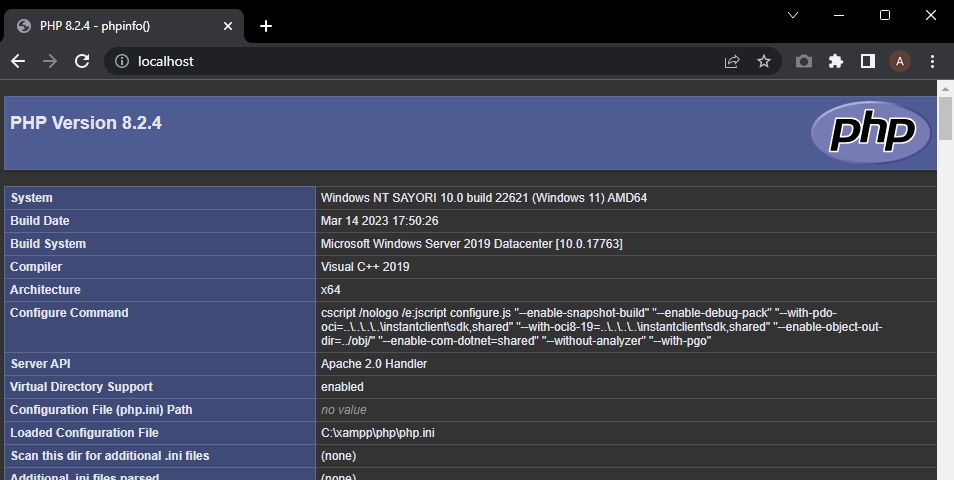 PHP 8.2.4 - phpinfo()
localhost
A
PHP Version 8.2.4
php
System Windows NT SAYORI 10.0 build 22621 (Windows 11) AMD64
Build Date Mar 14 2023 17:50:26
Build System Microsoft Windows Server 2019 Datacenter [10.0.17763]
Compiler Visual C++ 2019
Architecture x64
Configure Command cscript /nologo /e:jscript configure.js "--enable-snapshot-build" "--enable-debug-pack" "--with-pdo-
oci=..\..\..\..\instantclient\sdk,shared" "--with-oci8-19=..\..\..\..\instantclient\sdk,shared" "--enable-object-out-
dir=../obj/" "--enable-com-dotnet=shared" "--without-analyzer" "--with-pgo"
Server API Apache 2.0 Handler
Virtual Directory Support enabled
Configuration File (php.ini) Path no value
Loaded Configuration File C:\xampp\php\php.ini
Scan this dir for additional .ini files (none)
Additional .ini files parsed (none)